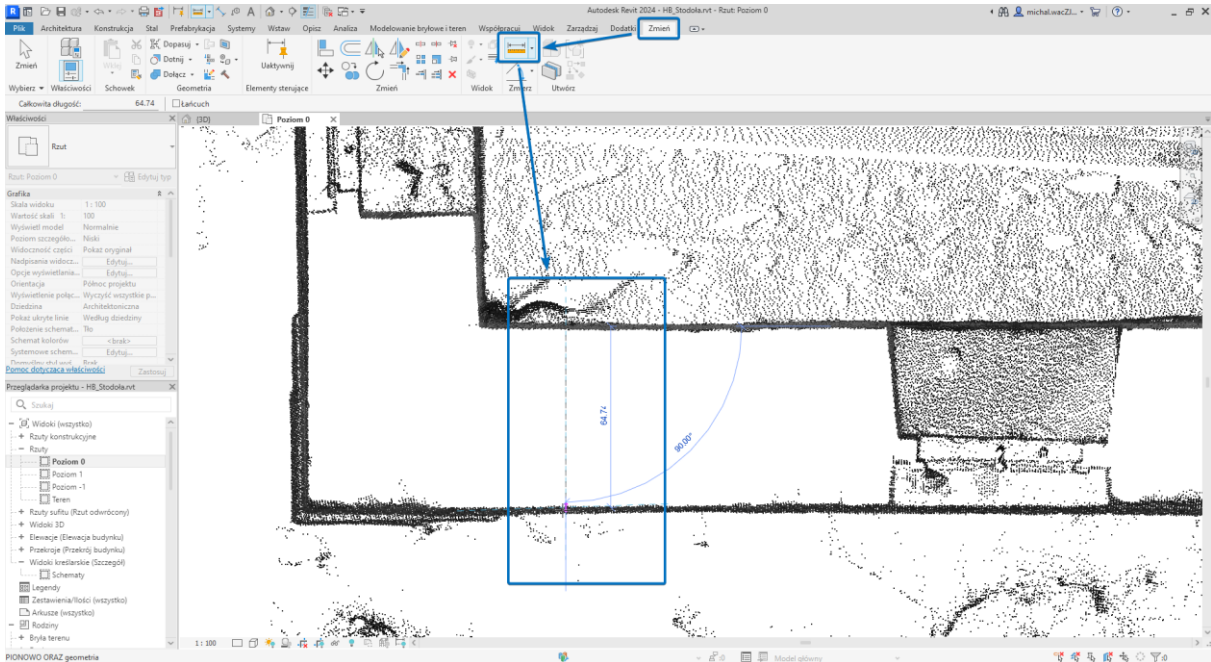 Autodesk Revit 2024 - HB_Stodoła.rvt - Rzut: Poziom 0
michal.wacZJ...
Plik Architektura Konstrukcja Stal Prefabrykacja Systemy Wstaw Opisz Analiza Modelowanie bryłowe i teren Współpracuj Widok Zarządzaj Dodatki Zmień
Zmień
Wklej
Dopasuj
Dotnij
Dołącz
Uaktywnij
Wybierz Właściwości Schowek Geometria Elementy sterujące Zmień Widok Zmierz Utwórz
Całkowita długość: 64.74 Łańcuch
Właściwości
(3D) Poziom 0
Rzut
Rzut: Poziom 0 Edytuj typ
Grafika
Skala widoku 1 : 100
Wartość skali 1: 100
Wyświetl model Normalnie
Poziom szczegóło... Niski
Widoczność części Pokaż oryginał
Nadpisania widocz... Edytuj...
Opcje wyświetlania... Edytuj...
Orientacja Północ projektu
Wyświetlenie połąc... Wyczyść wszystkie p...
Dziedzina Architektoniczna
Pokaż ukryte linie Według dziedziny
Położenie schemat... Tło
Schemat kolorów <brak>
Systemowe schem... Edytuj...
Pomoc dotycząca właściwości Zastosuj
Przeglądarka projektu - HB_Stodoła.rvt
Szukaj
Widoki (wszystko)
Rzuty konstrukcyjne
Rzuty
Poziom 0
Poziom 1
Poziom -1
Teren
Rzuty sufitu (Rzut odwrócony)
Widoki 3D
Elewacje (Elewacja budynku)
Przekroje (Przekrój budynku)
Widoki kreślarskie (Szczegół)
Schematy
Legendy
Zestawienia/Ilości (wszystko)
Arkusze (wszystko)
Rodziny
Bryła terenu
64.74
90.00°
1 : 100
PIONOWO ORAZ geometria
:0 Model główny :0